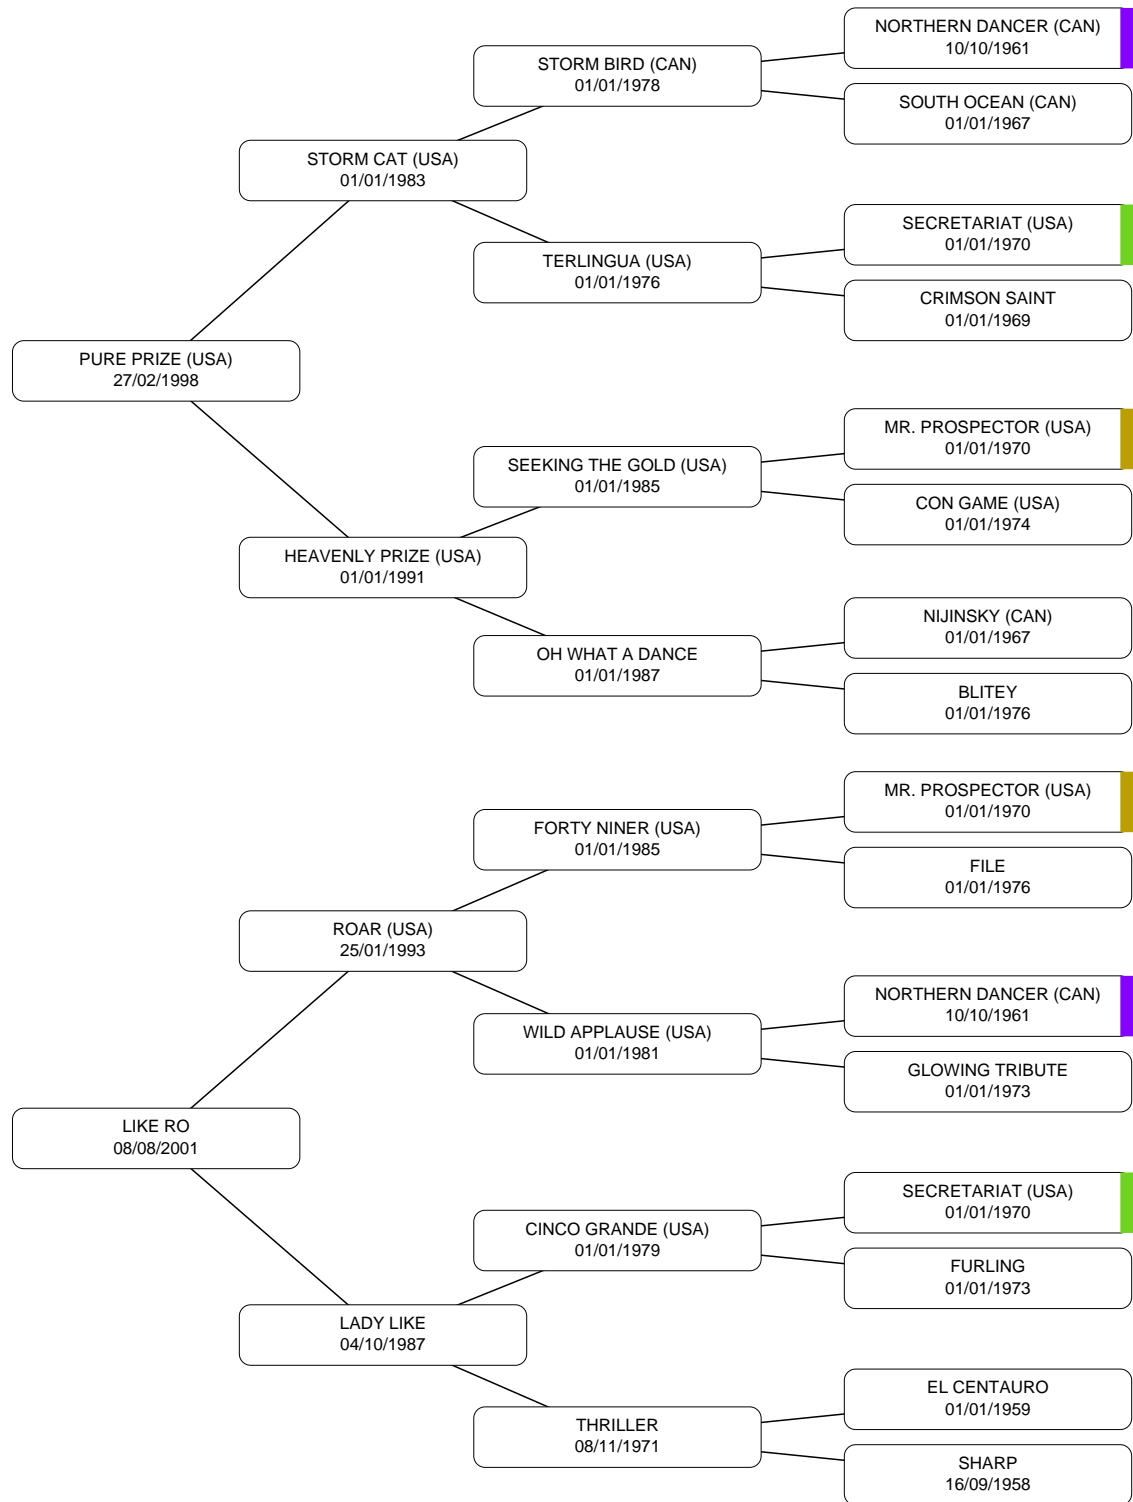 NORTHERN DANCER (CAN)
10/10/1961
STORM BIRD (CAN)
01/01/1978
SOUTH OCEAN (CAN)
01/01/1967
STORM CAT (USA)
01/01/1983
SECRETARIAT (USA)
01/01/1970
TERLINGUA (USA)
01/01/1976
CRIMSON SAINT
01/01/1969
PURE PRIZE (USA)
27/02/1998
MR. PROSPECTOR (USA)
01/01/1970
SEEKING THE GOLD (USA)
01/01/1985
CON GAME (USA)
01/01/1974
HEAVENLY PRIZE (USA)
01/01/1991
NIJINSKY (CAN)
01/01/1967
OH WHAT A DANCE
01/01/1987
BLITEY
01/01/1976
MR. PROSPECTOR (USA)
01/01/1970
FORTY NINER (USA)
01/01/1985
FILE
01/01/1976
ROAR (USA)
25/01/1993
NORTHERN DANCER (CAN)
10/10/1961
WILD APPLAUSE (USA)
01/01/1981
GLOWING TRIBUTE
01/01/1973
LIKE RO
08/08/2001
SECRETARIAT (USA)
01/01/1970
CINCO GRANDE (USA)
01/01/1979
FURLING
01/01/1973
LADY LIKE
04/10/1987
EL CENTAURO
01/01/1959
THRILLER
08/11/1971
SHARP
16/09/1958